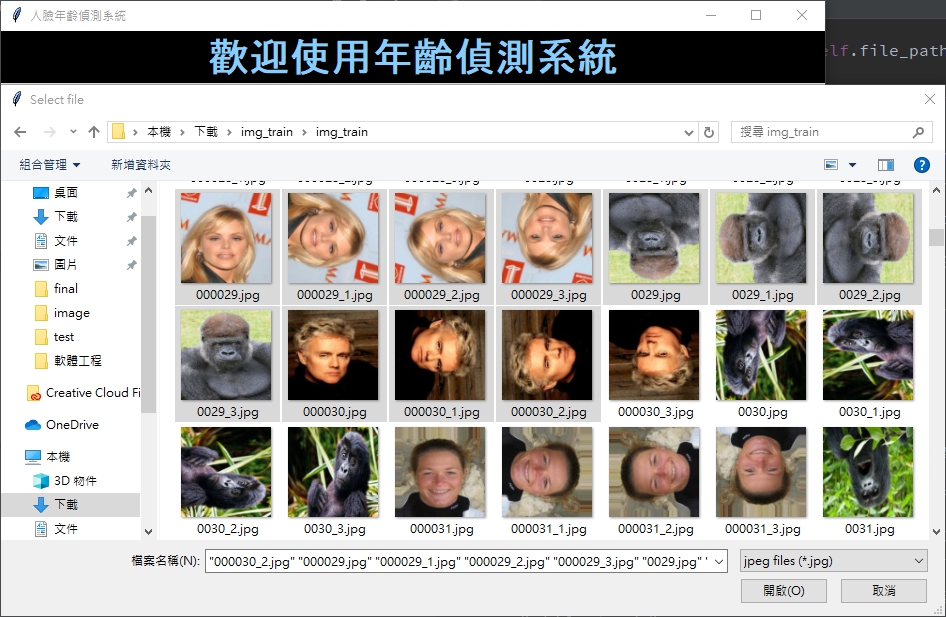 人臉年齡偵測系統
歡迎使用年齡偵測系統
elf.file_path
Select file
本機 › 下載 › img_train › img_train
搜尋 img_train
組合管理
新增資料夾
桌面
下載
文件
圖片
final
image
test
軟體工程
Creative Cloud Fi
OneDrive
本機
3D 物件
下載
文件
000029.jpg 000029_1.jpg 000029_2.jpg 000029_3.jpg 0029.jpg 0029_1.jpg 0029_2.jpg
0029_3.jpg 000030.jpg 000030_1.jpg 000030_2.jpg 000030_3.jpg 0030.jpg 0030_1.jpg
0030_2.jpg 0030_3.jpg 000031.jpg 000031_1.jpg 000031_2.jpg 000031_3.jpg 0031.jpg
檔案名稱(N): "000030_2.jpg" "000029.jpg" "000029_1.jpg" "000029_2.jpg" "000029_3.jpg" "0029.jpg" "
jpeg files (*.jpg)
開啟(O)
取消